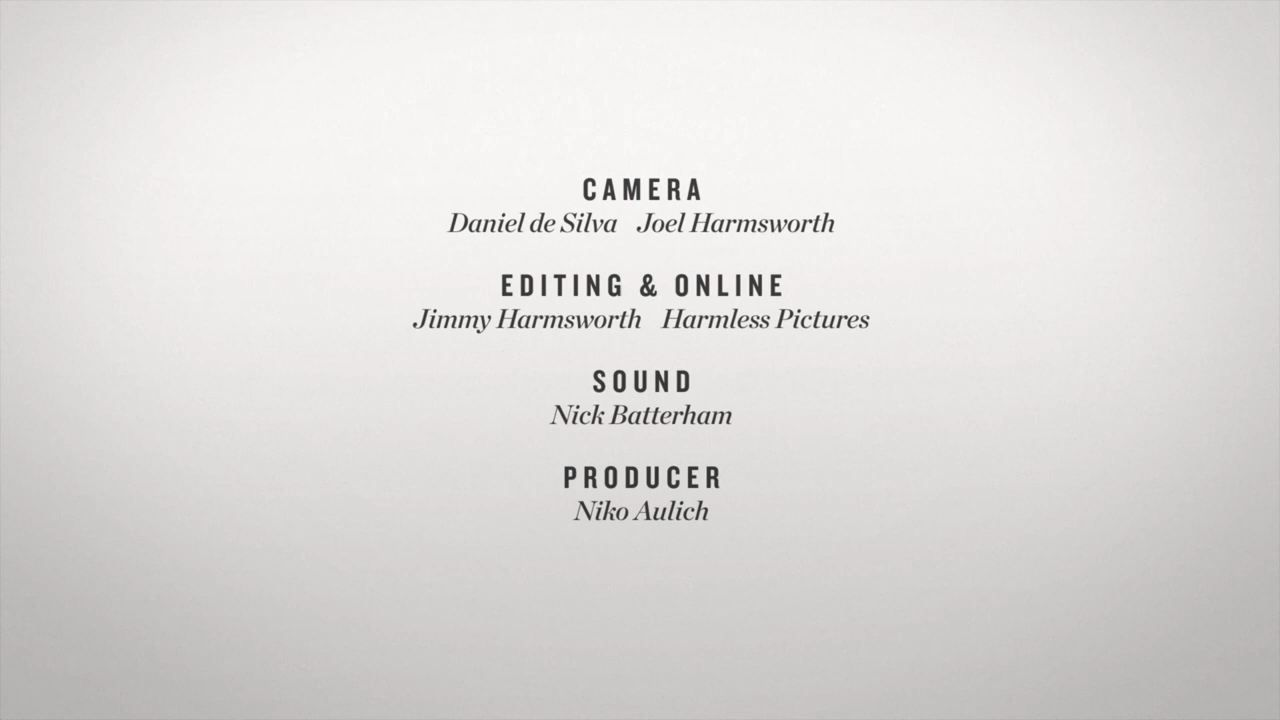 CAMERA
Daniel de Silva Joel Harmsworth
EDITING & ONLINE
Jimmy Harmsworth Harmless Pictures
SOUND
Nick Batterham
PRODUCER
Niko Aulich